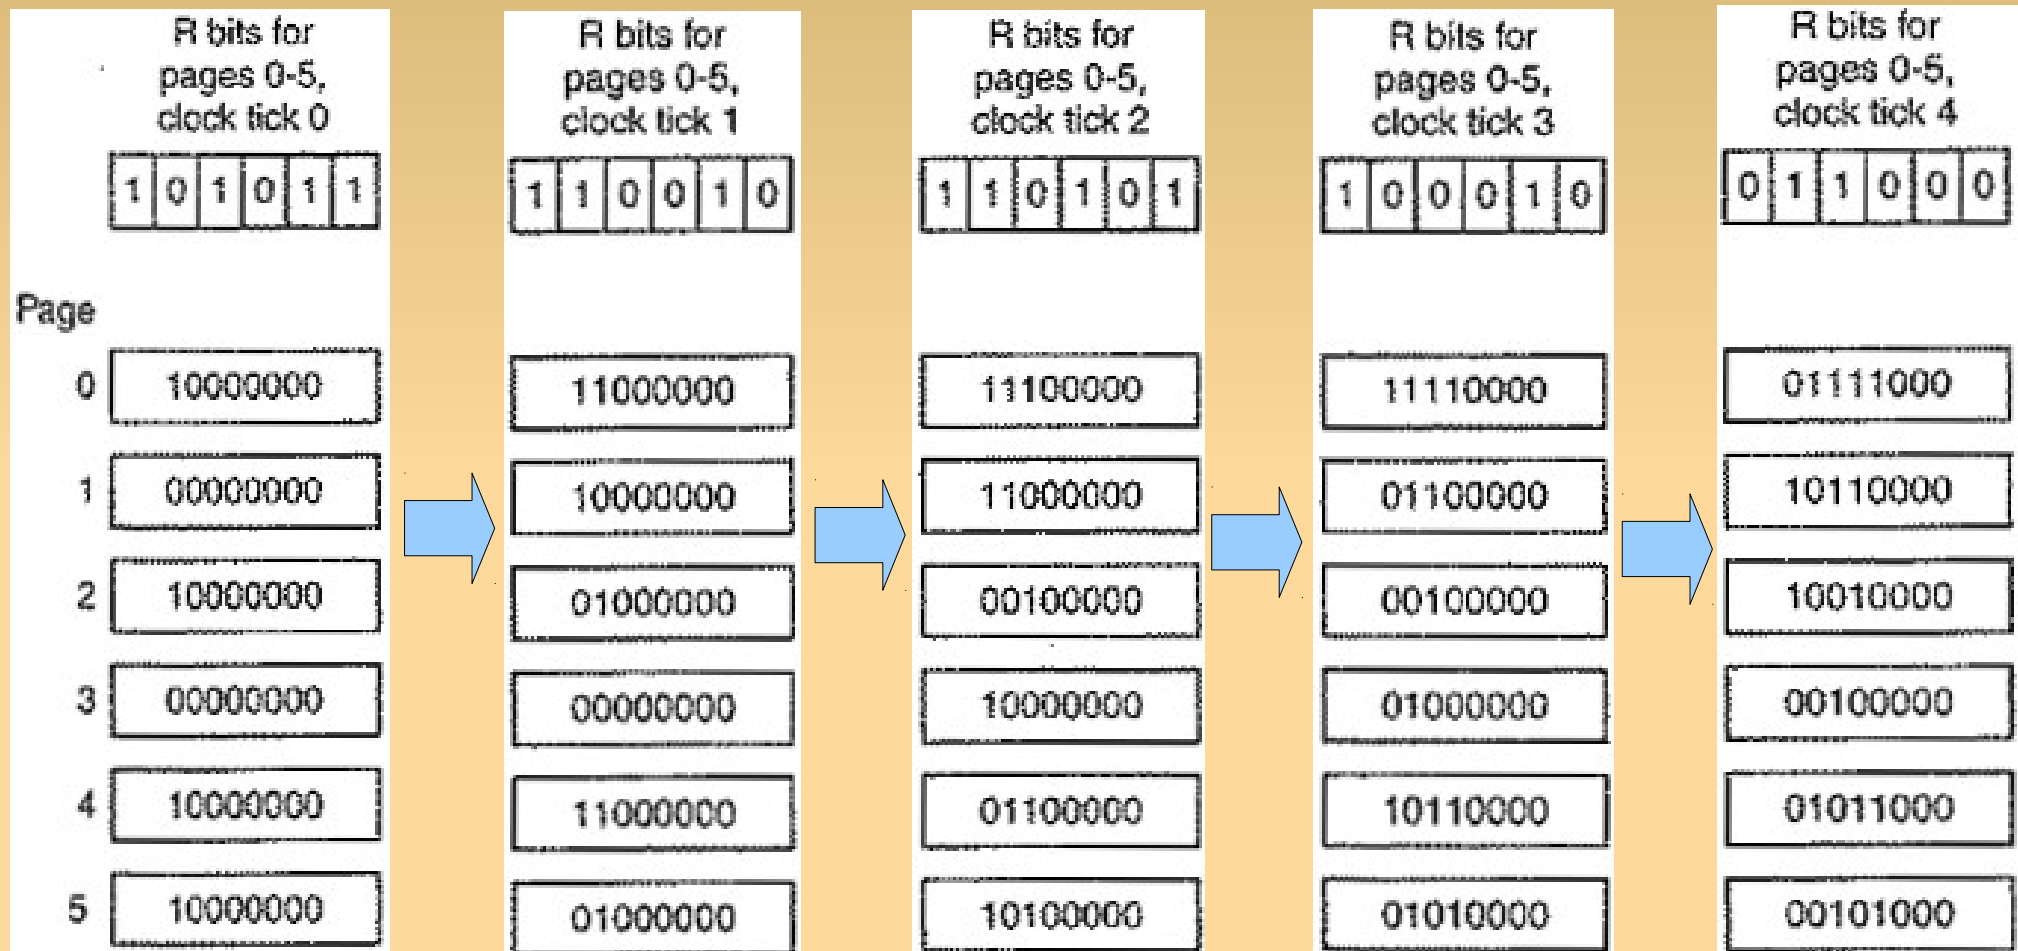 R bits for
pages 0-5,
clock tick 0
1 0 1 0 1 1
Page
0 10000000
1 00000000
2 10000000
3 00000000
4 10000000
5 10000000
R bits for
pages 0-5,
clock tick 1
1 1 0 0 1 0
11000000
10000000
01000000
00000000
11000000
01000000
R bits for
pages 0-5,
clock tick 2
1 1 0 1 0 1
11100000
11000000
00100000
10000000
01100000
10100000
R bits for
pages 0-5,
clock tick 3
1 0 0 0 1 0
11110000
01100000
00100000
01000000
10110000
01010000
R bits for
pages 0-5,
clock tick 4
0 1 1 0 0 0
01111000
10110000
10010000
00100000
01011000
00101000